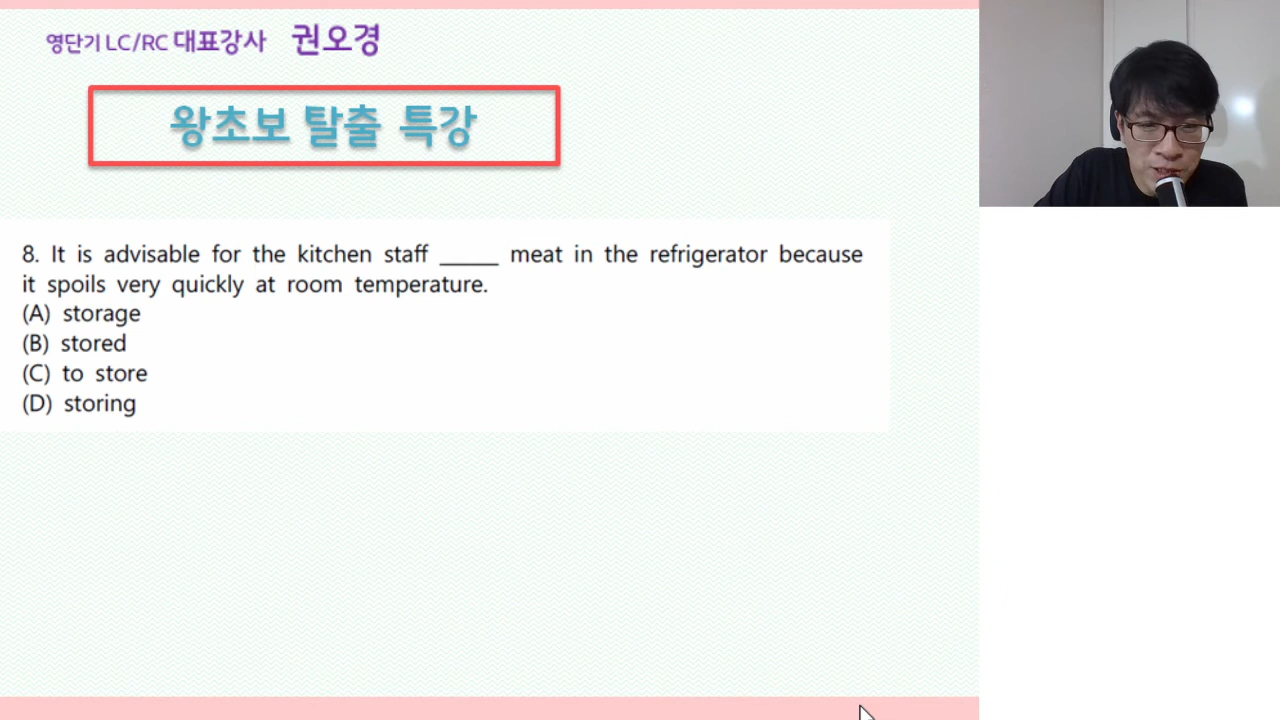 영단기 LC/RC 대표강사 권오경
왕초보 탈출 특강
8. It is advisable for the kitchen staff _____ meat in the refrigerator because
it spoils very quickly at room temperature.
(A) storage
(B) stored
(C) to store
(D) storing